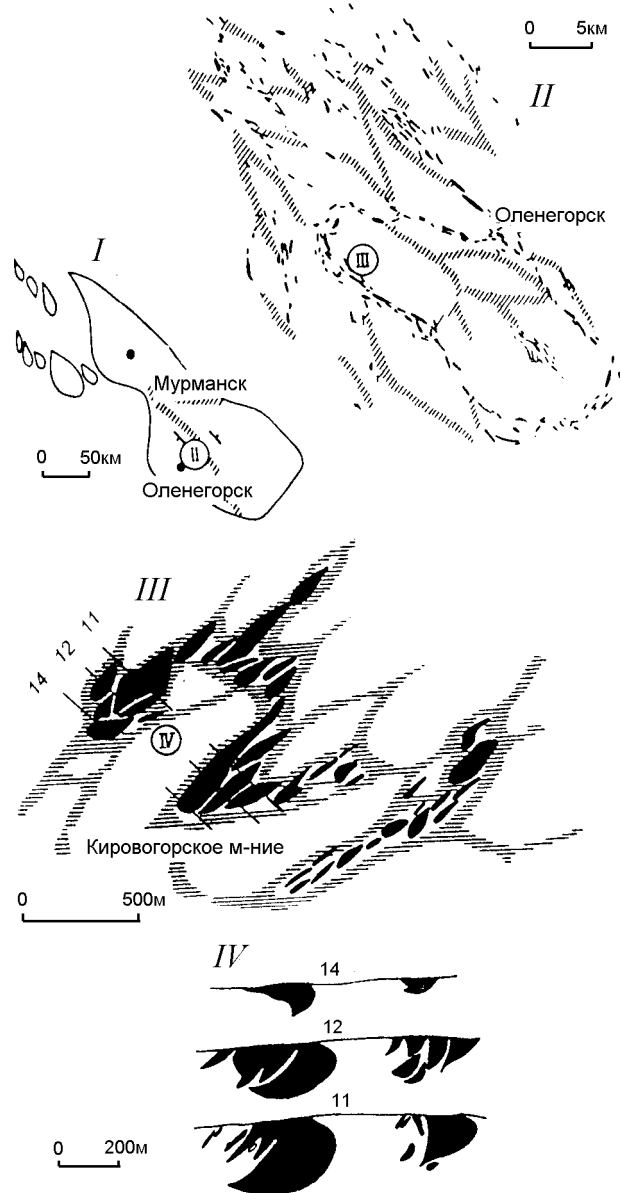 0 5км
II
Оленегорск
III
I
Мурманск
II
0 50км
Оленегорск
III
11
12
14
IV
Кировогорское м-ние
0 500м
IV
14
12
11
0 200м